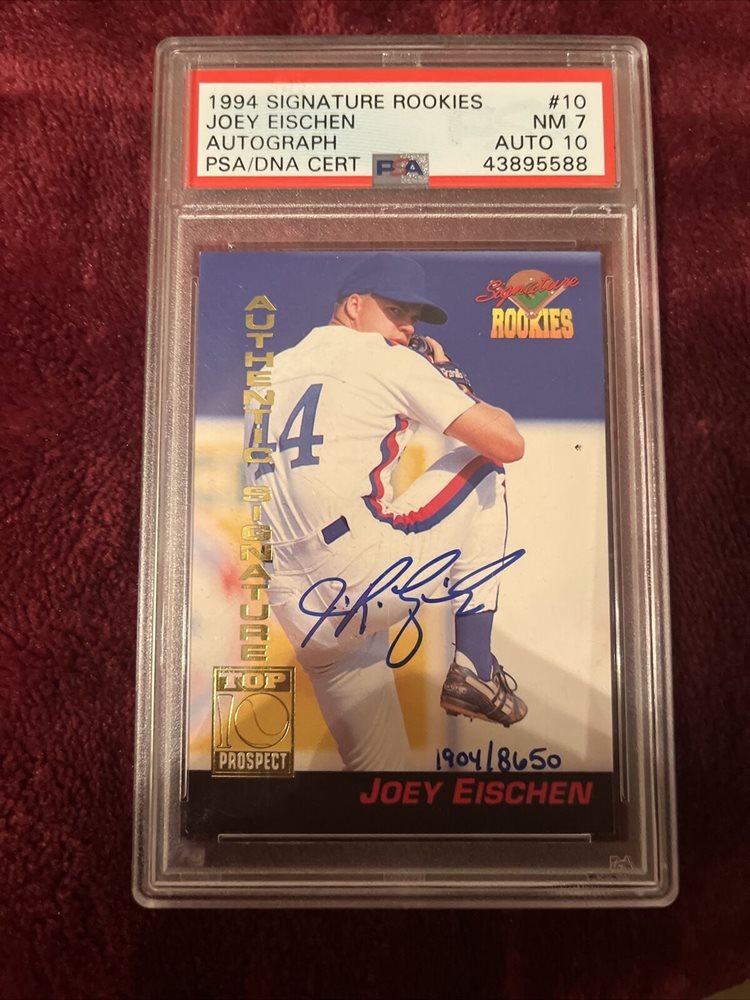 1994 SIGNATURE ROOKIES #10
JOEY EISCHEN NM 7
AUTOGRAPH AUTO 10
PSA/DNA CERT PSA 43895588
Signature
ROOKIES
AUTHENTIC SIGNATURE
44
TOP
10
PROSPECT
1904/8650
JOEY EISCHEN